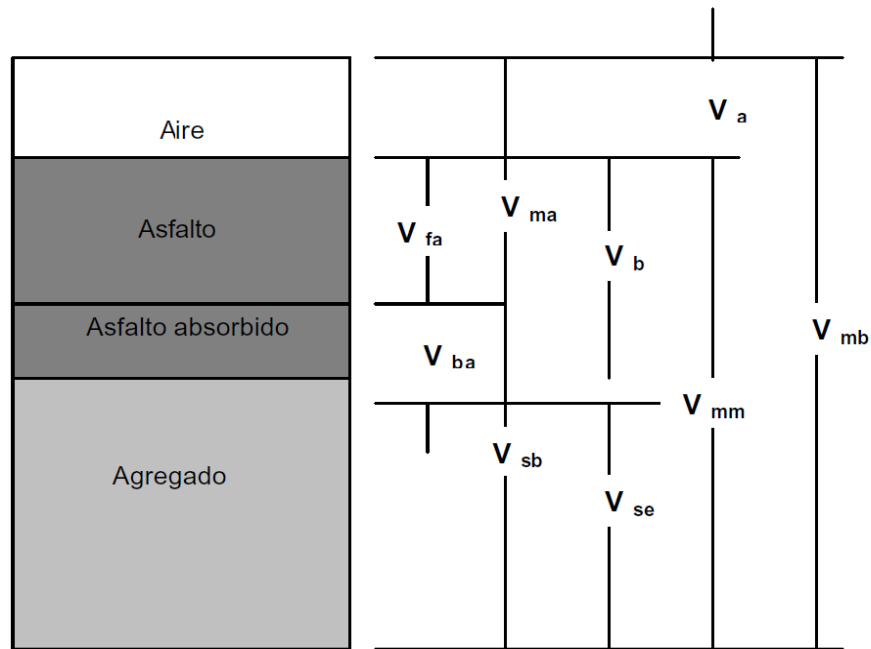 Aire
Asfalto
Asfalto absorbido
Agregado
V a
V fa
V ma
V b
V ba
V mb
V mm
V sb
V se